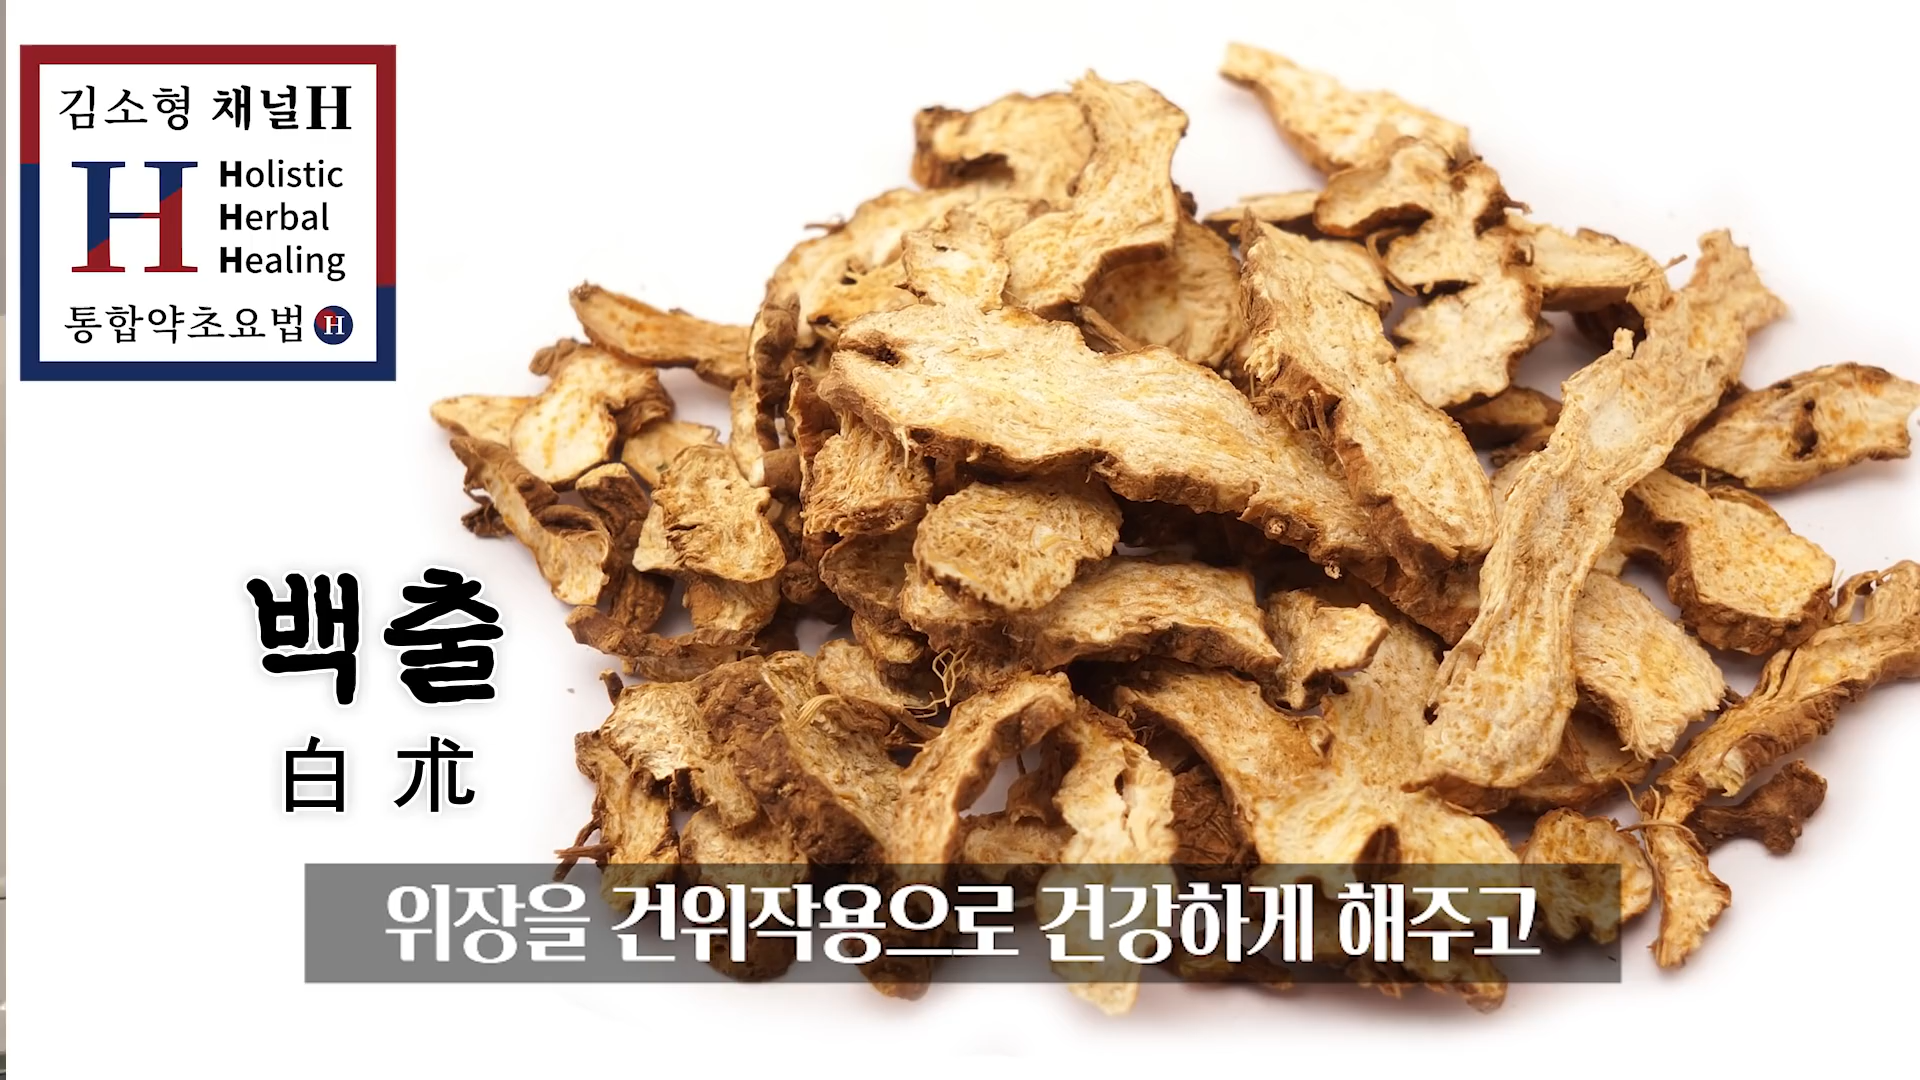 김소형 채널H
H
Holistic
Herbal
Healing
통합약초요법 H
백출
白朮
위장을 건위작용으로 건강하게 해주고